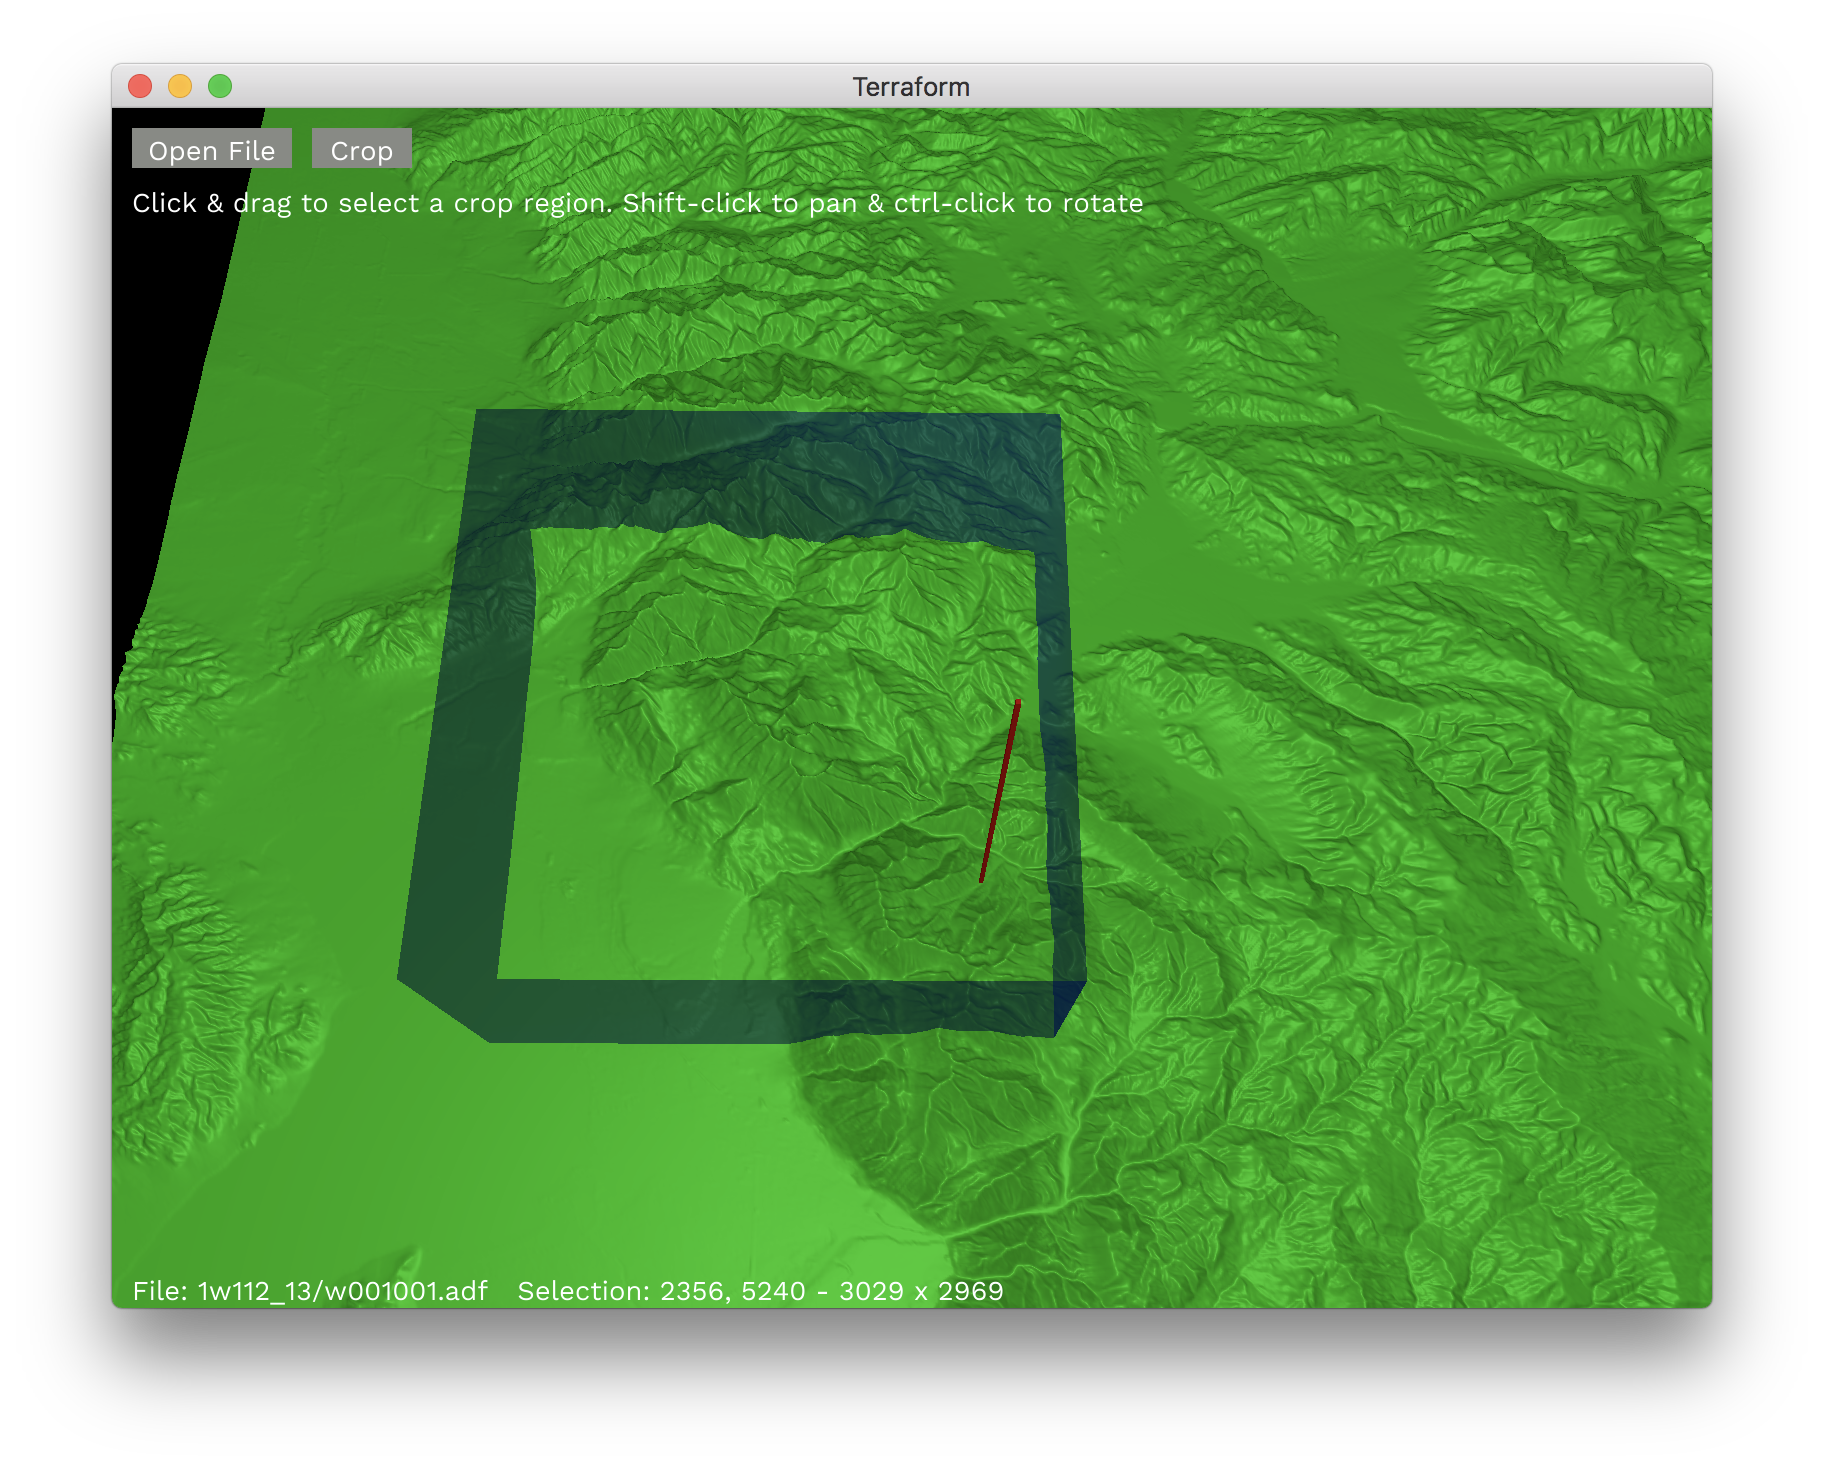 Terraform
Open File Crop
Click & drag to select a crop region. Shift-click to pan & ctrl-click to rotate
File: 1w112_13/w001001.adf Selection: 2356, 5240 - 3029 x 2969